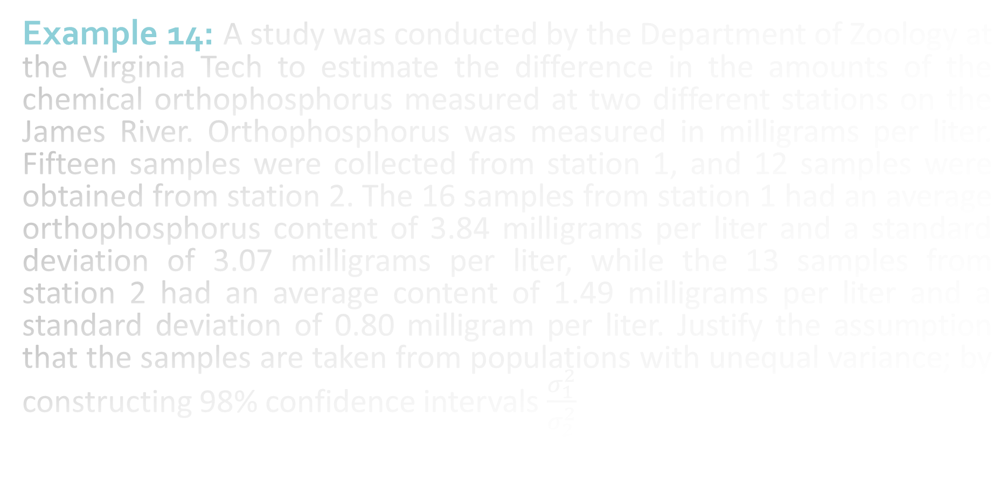 Example 14: A study was conducted by the Department of Zoology at
the Virginia Tech to estimate the difference in the amounts of the
chemical orthophosphorus measured at two different stations on the
James River. Orthophosphorus was measured in milligrams per liter.
Fifteen samples were collected from station 1, and 12 samples were
obtained from station 2. The 16 samples from station 1 had an average
orthophosphorus content of 3.84 milligrams per liter and a standard
deviation of 3.07 milligrams per liter, while the 13 samples from
station 2 had an average content of 1.49 milligrams per liter and a
standard deviation of 0.80 milligram per liter. Justify the assumption
that the samples are taken from populations with unequal variance; by
constructing 98% confidence intervals σ₁²/σ₂²